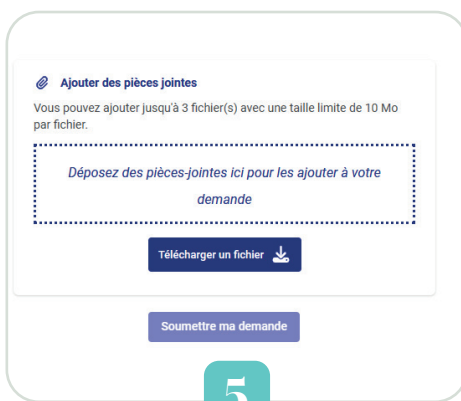 Ajouter des pièces jointes
Vous pouvez ajouter jusqu'à 3 fichier(s) avec une taille limite de 10 Mo
par fichier.
Déposez des pièces-jointes ici pour les ajouter à votre
demande
Télécharger un fichier
Soumettre ma demande
5